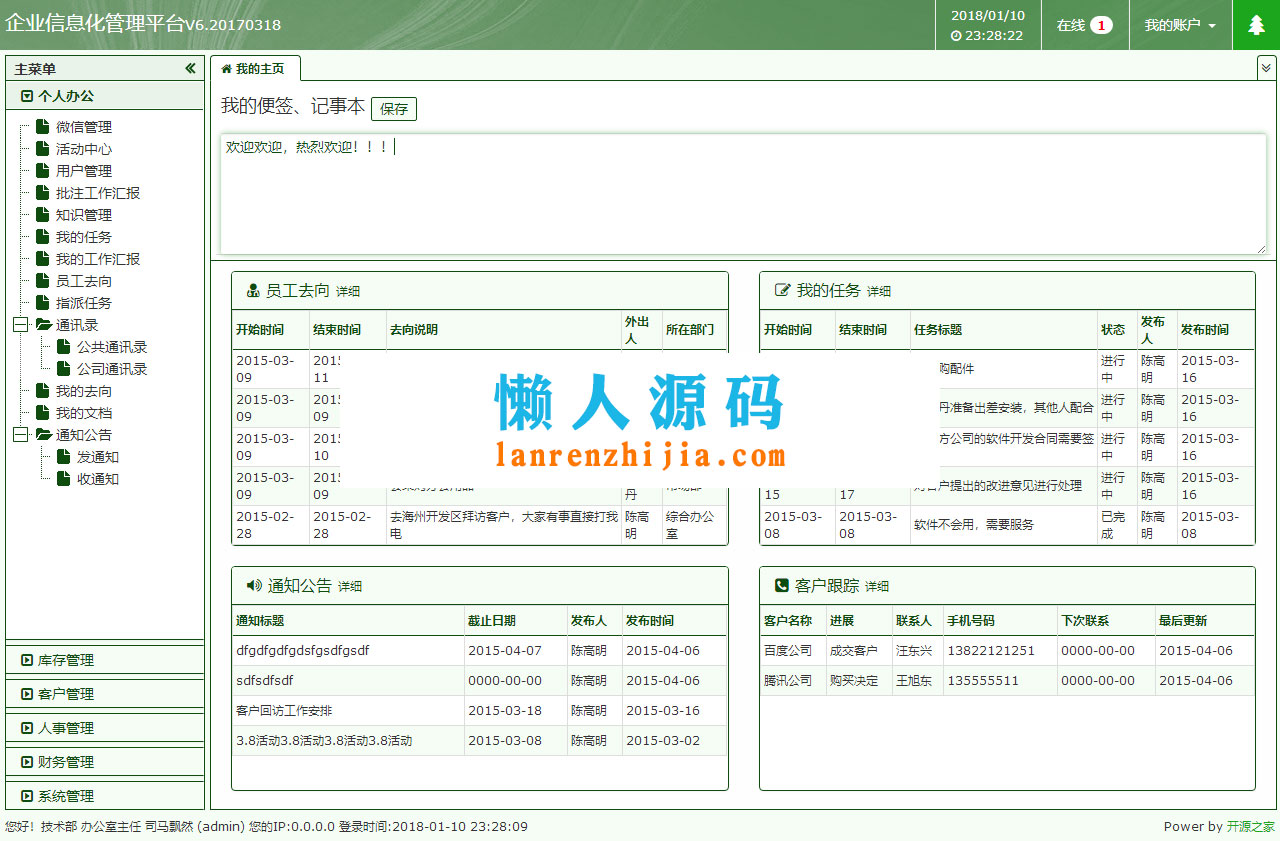 企业信息化管理平台V6.20170318
2018/01/10
23:28:22
在线 1
我的账户
主菜单
个人办公
微信管理
活动中心
用户管理
批注工作汇报
知识管理
我的任务
我的工作汇报
员工去向
指派任务
通讯录
公共通讯录
公司通讯录
我的去向
我的文档
通知公告
发通知
收通知
库存管理
客户管理
人事管理
财务管理
系统管理
我的主页
我的便签、记事本 保存
欢迎欢迎，热烈欢迎！！！
员工去向 详细
开始时间 结束时间 去向说明 外出人 所在部门
2015-03-09 2015 11
2015-03-09 2015 09
2015-03-09 2015 10
2015-03-09 2015 09 丹
2015-02-28 2015-02-28 去海州开发区拜访客户，大家有事直接打我电 陈高明 综合办公室
我的任务 详细
开始时间 结束时间 任务标题 状态 发布人 发布时间
购配件 进行中 陈高明 2015-03-16
丹准备出差安装，其他人配合 进行中 陈高明 2015-03-16
方公司的软件开发合同需要签 进行中 陈高明 2015-03-16
15 17 对客户提出的改进意见进行处理 进行中 陈高明 2015-03-16
2015-03-08 2015-03-08 软件不会用，需要服务 已完成 陈高明 2015-03-08
懒人源码
lanrenzhijia.com
通知公告 详细
通知标题 截止日期 发布人 发布时间
dfgdfgdfgdsfgsdfgsdf 2015-04-07 陈高明 2015-04-06
sdfsdfsdf 0000-00-00 陈高明 2015-04-06
客户回访工作安排 2015-03-18 陈高明 2015-03-16
3.8活动3.8活动3.8活动3.8活动 2015-03-08 陈高明 2015-03-02
客户跟踪 详细
客户名称 进展 联系人 手机号码 下次联系 最后更新
百度公司 成交客户 汪东兴 13822121251 0000-00-00 2015-04-06
腾讯公司 购买决定 王旭东 135555511 0000-00-00 2015-04-06
您好！技术部 办公室主任 司马飘然 (admin) 您的IP:0.0.0.0 登录时间:2018-01-10 23:28:09
Power by 开源之家